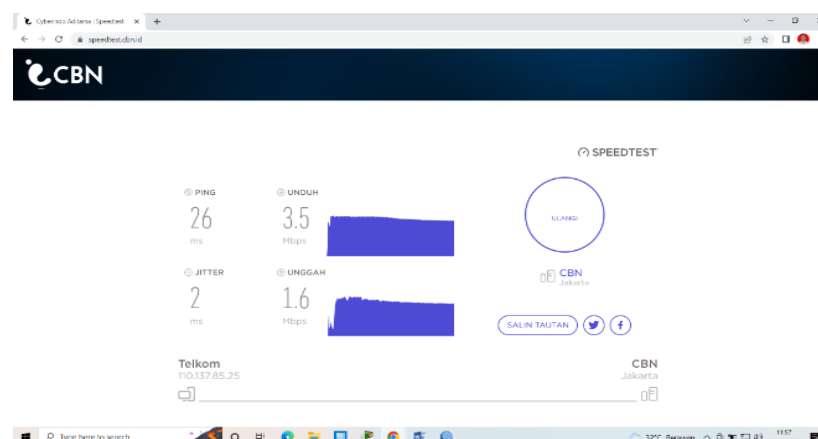 Cyberindo Aditama | Speedtest
speedtest.cbn.id
CBN
SPEEDTEST
PING
26
ms
UNDUH
3.5
Mbps
ULANGI
JITTER
2
ms
UNGGAH
1.6
Mbps
CBN
Jakarta
SALIN TAUTAN
Telkom
110.137.85.25
CBN
Jakarta
Type here to search
32°C Berawan
11:57